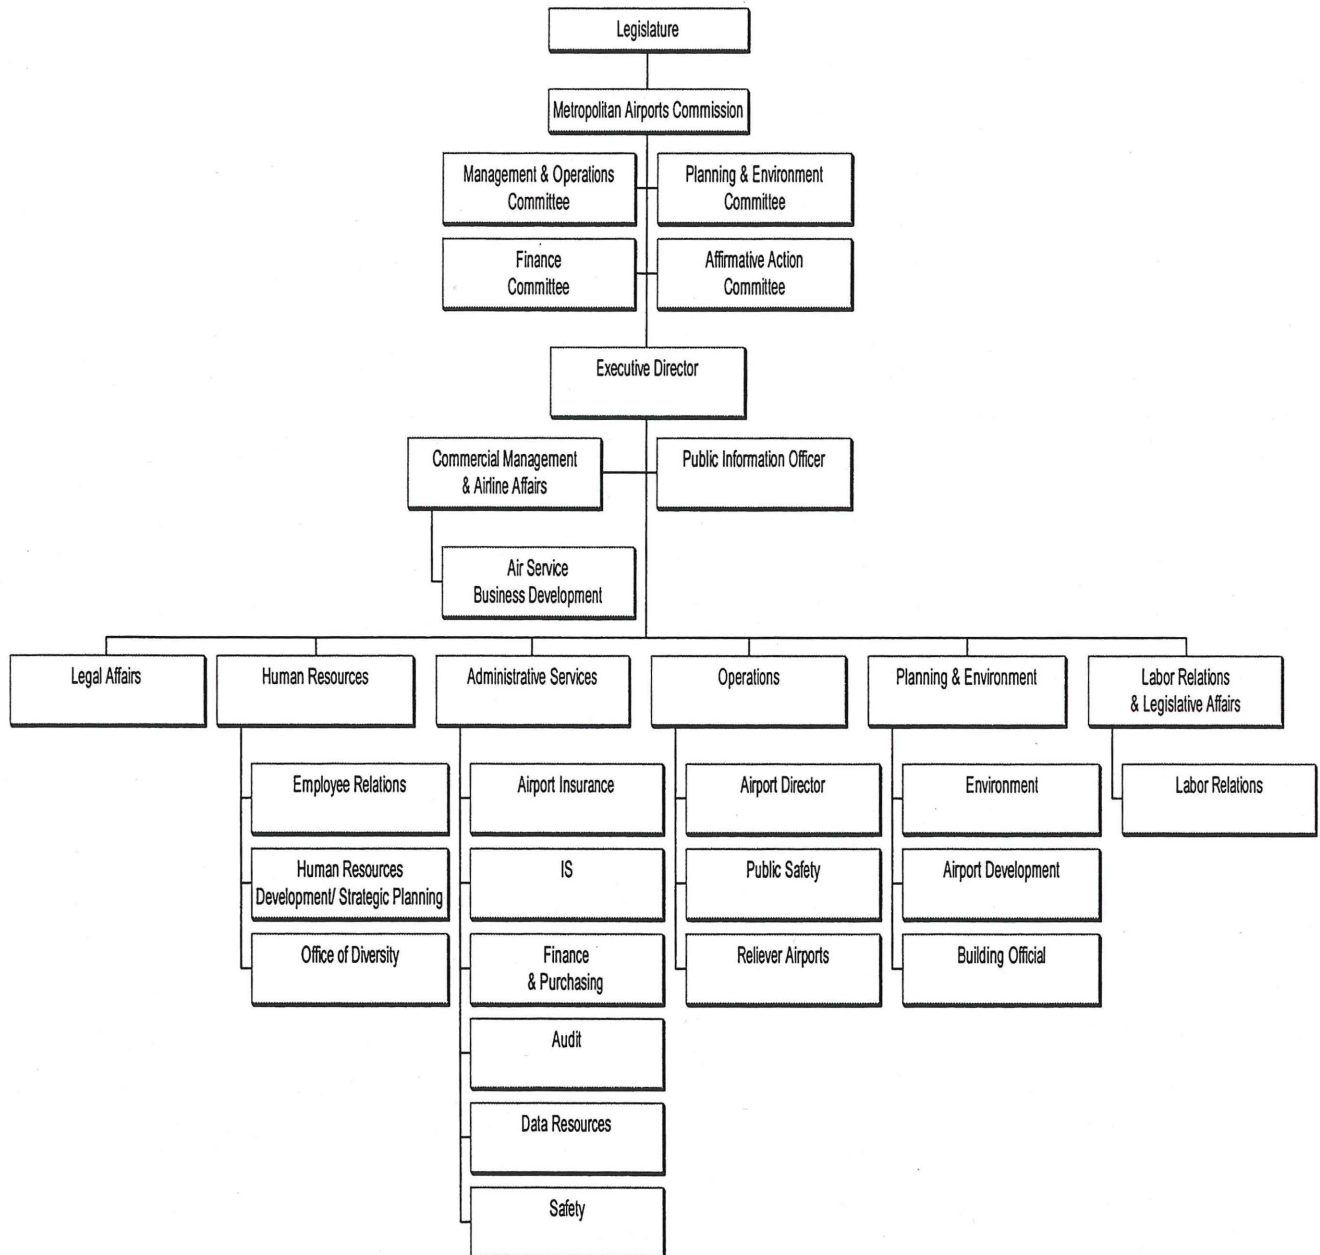 Legislature
Metropolitan Airports Commission
Management & Operations
Committee
Planning & Environment
Committee
Finance
Committee
Affirmative Action
Committee
Executive Director
Commercial Management
& Airline Affairs
Public Information Officer
Air Service
Business Development
Legal Affairs
Human Resources
Administrative Services
Operations
Planning & Environment
Labor Relations
& Legislative Affairs
Employee Relations
Airport Insurance
Airport Director
Environment
Labor Relations
Human Resources
Development/ Strategic Planning
IS
Public Safety
Airport Development
Office of Diversity
Finance
& Purchasing
Reliever Airports
Building Official
Audit
Data Resources
Safety